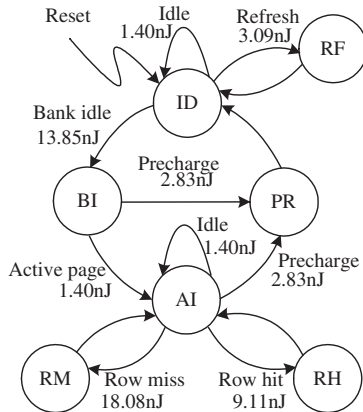 Idle
1.40nJ
Reset
Refresh
3.09nJ
RF
ID
Bank idle
13.85nJ
Precharge
2.83nJ
BI
PR
Idle
1.40nJ
Active page
1.40nJ
Precharge
2.83nJ
AI
RM
Row miss
18.08nJ
Row hit
9.11nJ
RH